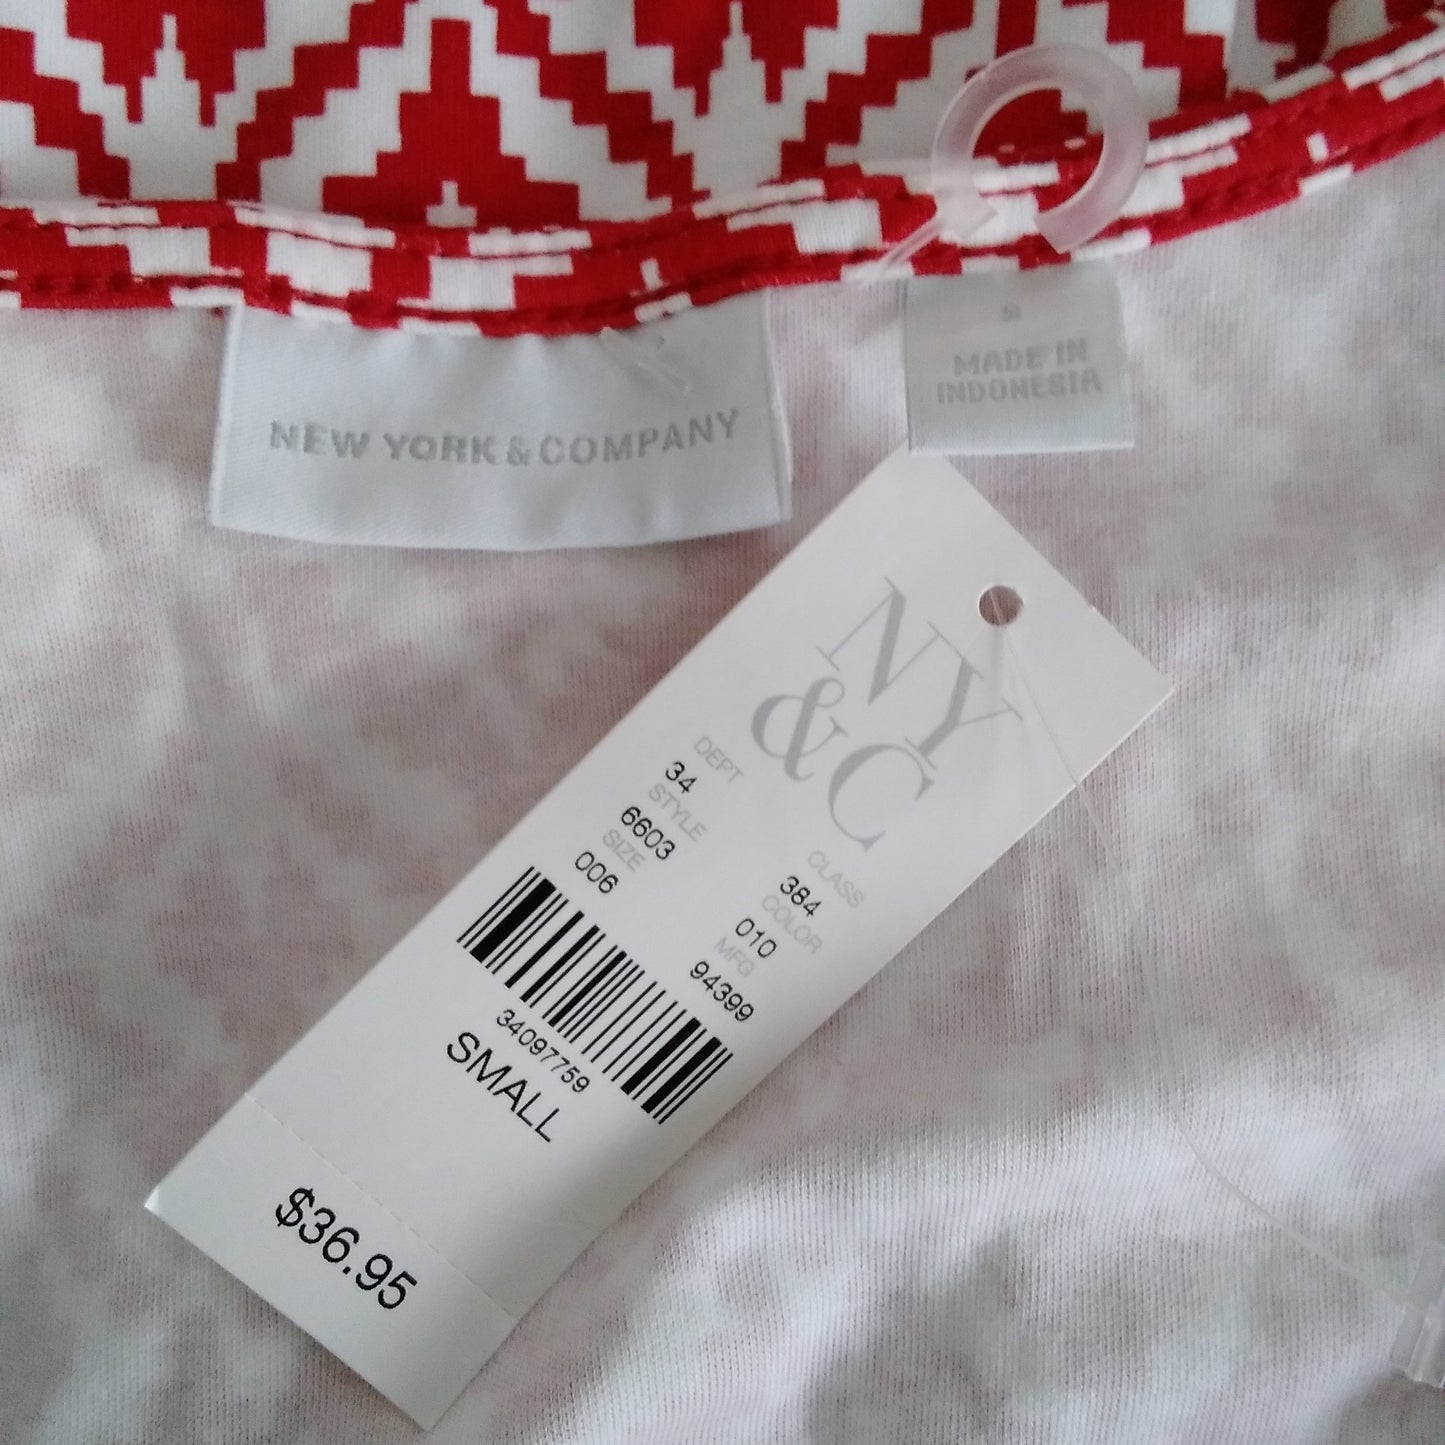 NEW YORK & COMPANY
S
MADE IN
INDONESIA
NY
&C
DEPT CLASS
34 384
STYLE COLOR
6603 010
SIZE MFG
006 94399
34097759
SMALL
$36.95